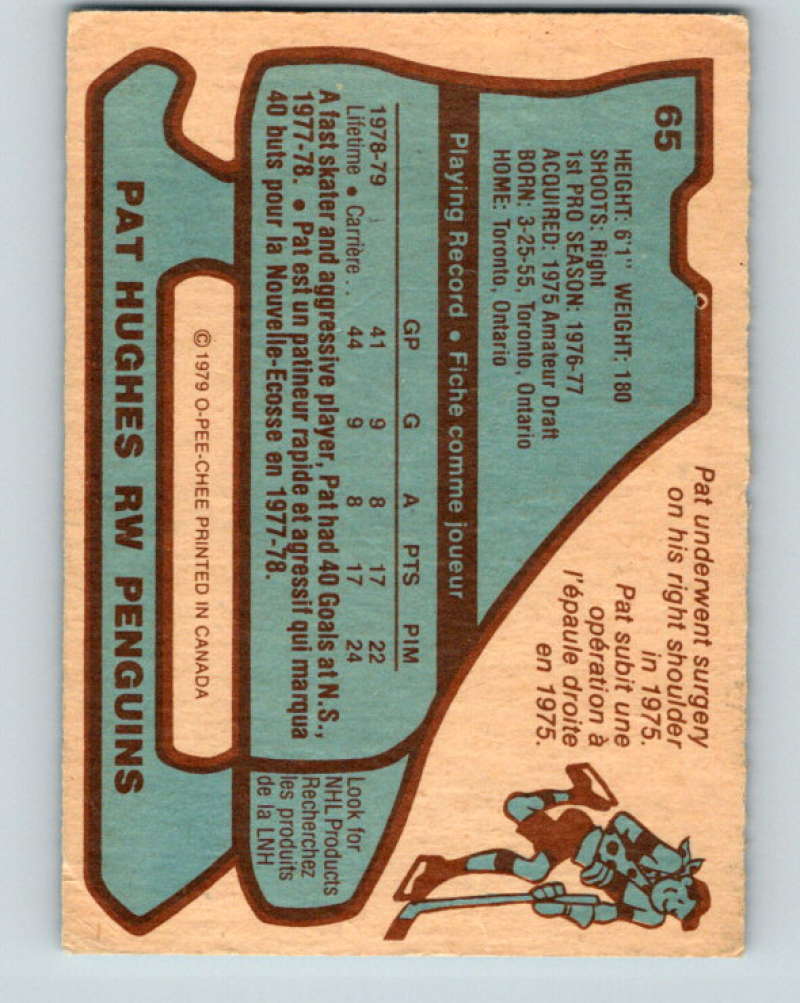 65
HEIGHT: 6'1" WEIGHT: 180
SHOOTS: Right
1st PRO SEASON: 1976-77
ACQUIRED: 1975 Amateur Draft
BORN: 3-25-55, Toronto, Ontario
HOME: Toronto, Ontario
Pat underwent surgery
on his right shoulder
in 1975.
Pat subit une
opération à
l'épaule droite
en 1975.
Playing Record • Fiche comme joueur
GP G A PTS PIM
1978-79 41 9 8 17 22
Lifetime • Carrière .. 44 9 8 17 24
A fast skater and aggressive player, Pat had 40 Goals at N.S.,
1977-78. • Pat est un patineur rapide et agressif qui marqua
40 buts pour la Nouvelle-Ecosse en 1977-78.
Look for
NHL Products
Recherchez
les produits
de la LNH
© 1979 O-PEE-CHEE PRINTED IN CANADA
PAT HUGHES RW PENGUINS